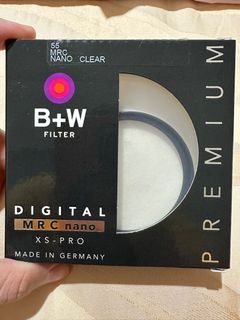 55
MRC
NANO CLEAR
B+W
FILTER
DIGITAL
MRC nano
XS-PRO
MADE IN GERMANY
PREMIUM